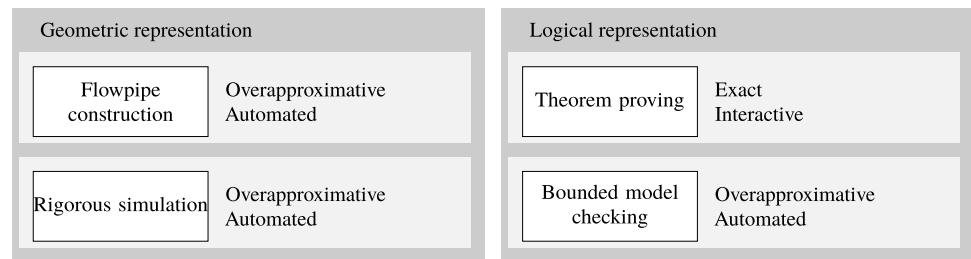 Geometric representation
Flowpipe
construction
Overapproximative
Automated
Rigorous simulation
Overapproximative
Automated
Logical representation
Theorem proving
Exact
Interactive
Bounded model
checking
Overapproximative
Automated